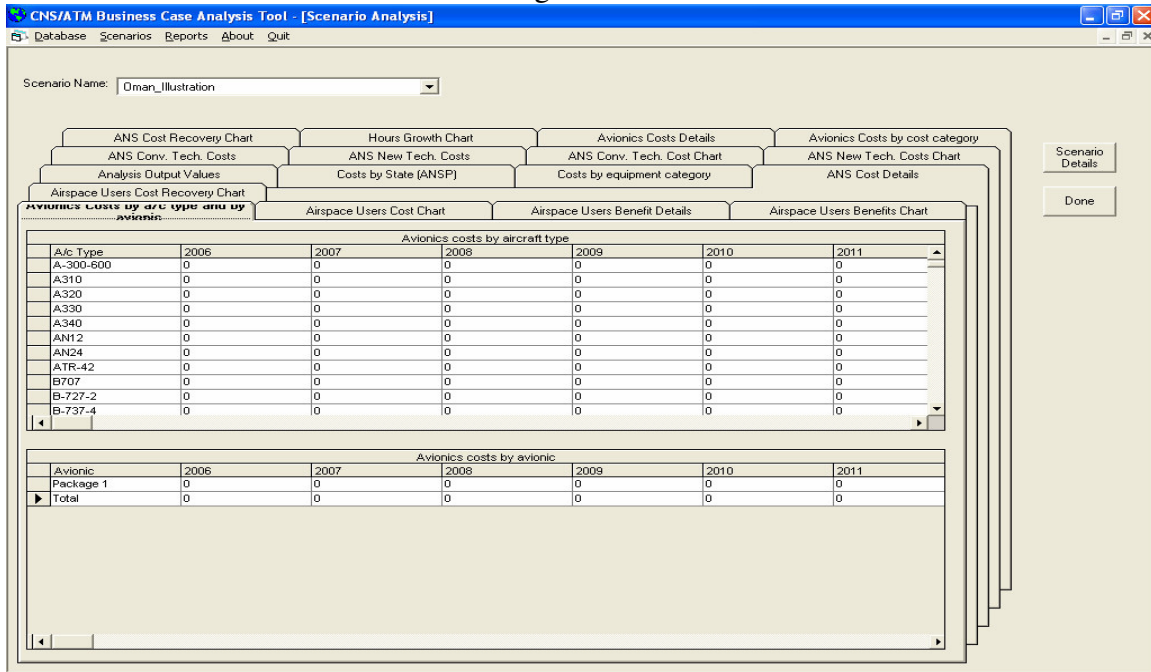 CNS/ATM Business Case Analysis Tool - [Scenario Analysis]
Database Scenarios Reports About Quit
Scenario Name: Oman_Illustration
ANS Cost Recovery Chart Hours Growth Chart Avionics Costs Details Avionics Costs by cost category
ANS Conv. Tech. Costs ANS New Tech. Costs ANS Conv. Tech. Cost Chart ANS New Tech. Costs Chart
Scenario
Details
Analysis Output Values Costs by State (ANSP) Costs by equipment category ANS Cost Details
Airspace Users Cost Recovery Chart
Done
Avionics Costs by a/c type and by
avionic
Airspace Users Cost Chart Airspace Users Benefit Details Airspace Users Benefits Chart
Avionics costs by aircraft type
A/c Type 2006 2007 2008 2009 2010 2011
A-300-600 0 0 0 0 0 0
A310 0 0 0 0 0 0
A320 0 0 0 0 0 0
A330 0 0 0 0 0 0
A340 0 0 0 0 0 0
AN12 0 0 0 0 0 0
AN24 0 0 0 0 0 0
ATR-42 0 0 0 0 0 0
B707 0 0 0 0 0 0
B-727-2 0 0 0 0 0 0
B-737-4 0 0 0 0 0 0
Avionics costs by avionic
Avionic 2006 2007 2008 2009 2010 2011
Package 1 0 0 0 0 0 0
Total 0 0 0 0 0 0